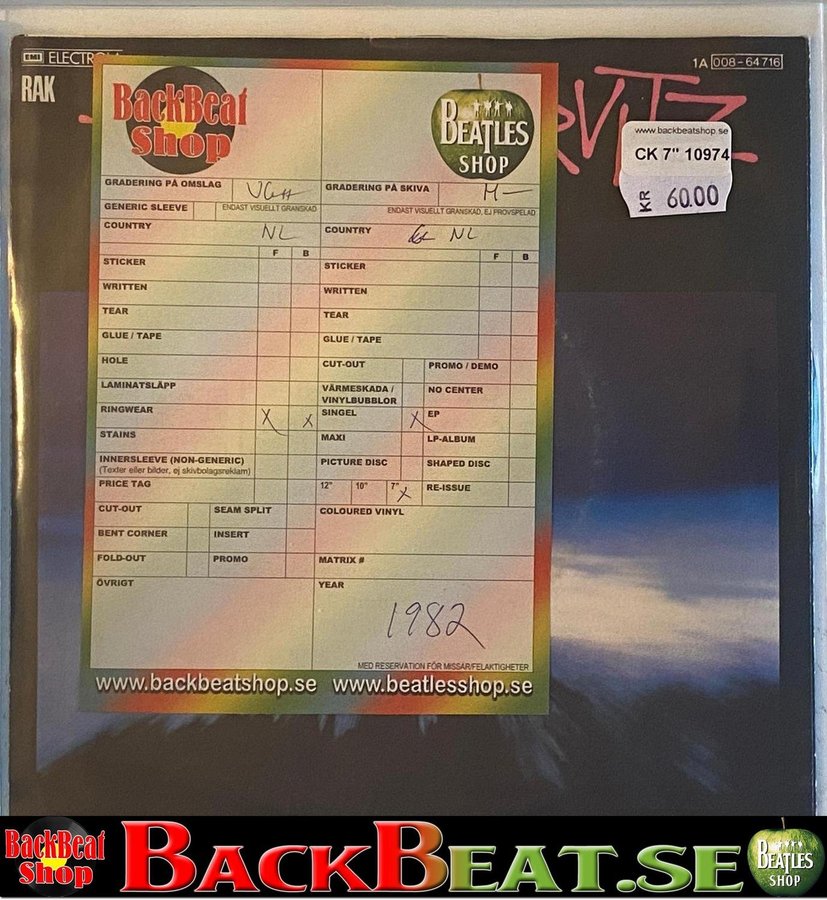 EMI ELECTROLA
1A 008-64 716
RAK
RVITZ
www.backbeatshop.se
CK 7" 10974
KR 60.00
BackBeat
Shop
BEATLES
SHOP
GRADERING PÅ OMSLAG VG++
GRADERING PÅ SKIVA M-
GENERIC SLEEVE ENDAST VISUELLT GRANSKAD
ENDAST VISUELLT GRANSKAD, EJ PROVSPELAD
COUNTRY NL
COUNTRY NL
F B
F B
STICKER
STICKER
WRITTEN
WRITTEN
TEAR
TEAR
GLUE / TAPE
GLUE / TAPE
HOLE
CUT-OUT PROMO / DEMO
LAMINATSLÄPP
VÄRMESKADA /
VINYLBUBBLOR
NO CENTER
RINGWEAR X X
SINGEL X EP
STAINS
MAXI LP-ALBUM
INNERSLEEVE (NON-GENERIC)
(Texter eller bilder, ej skivbolagsreklam)
PICTURE DISC SHAPED DISC
PRICE TAG
12" 10" 7" X RE-ISSUE
CUT-OUT SEAM SPLIT
COLOURED VINYL
BENT CORNER INSERT
FOLD-OUT PROMO
MATRIX #
ÖVRIGT
YEAR
1982
MED RESERVATION FÖR MISSAR/FELAKTIGHETER
www.backbeatshop.se www.beatlesshop.se
BackBeat
Shop
BACKBEAT.SE
BEATLES
SHOP